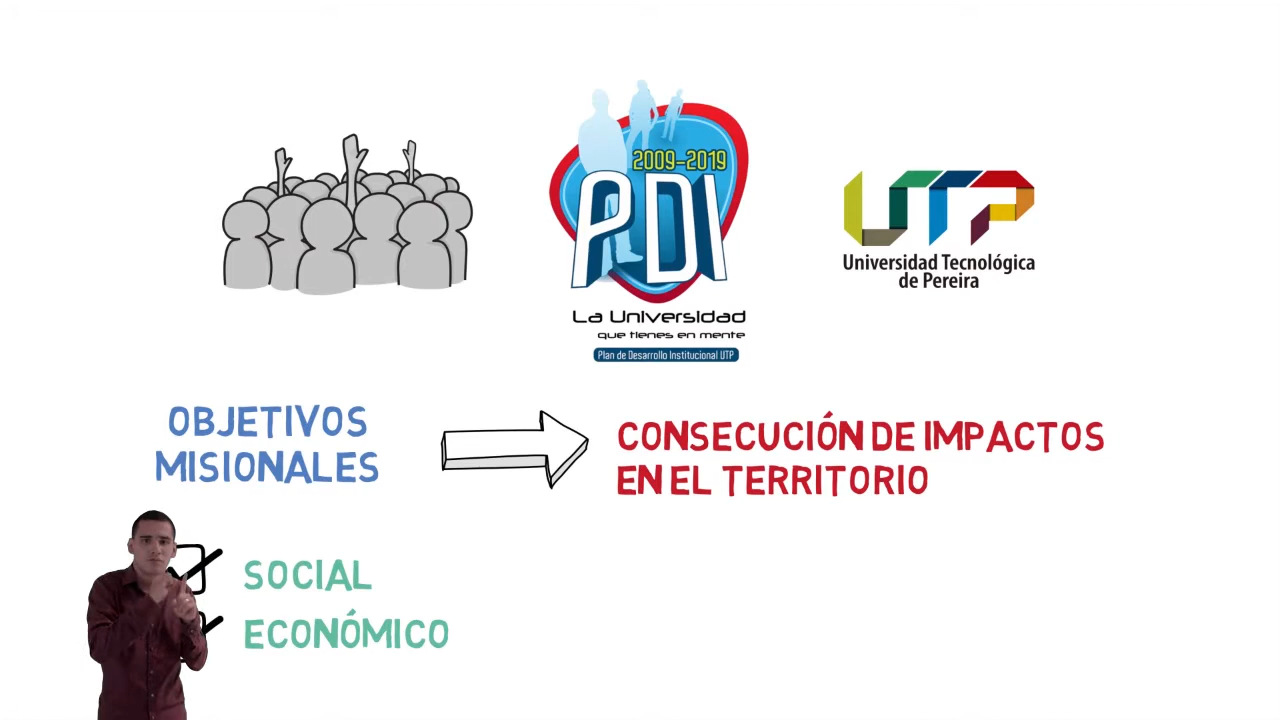 2009-2019
PDI
La Universidad
que tienes en mente
Plan de Desarrollo Institucional UTP
UTP
Universidad Tecnológica
de Pereira
OBJETIVOS
MISIONALES
CONSECUCIÓN DE IMPACTOS
EN EL TERRITORIO
SOCIAL
ECONÓMICO